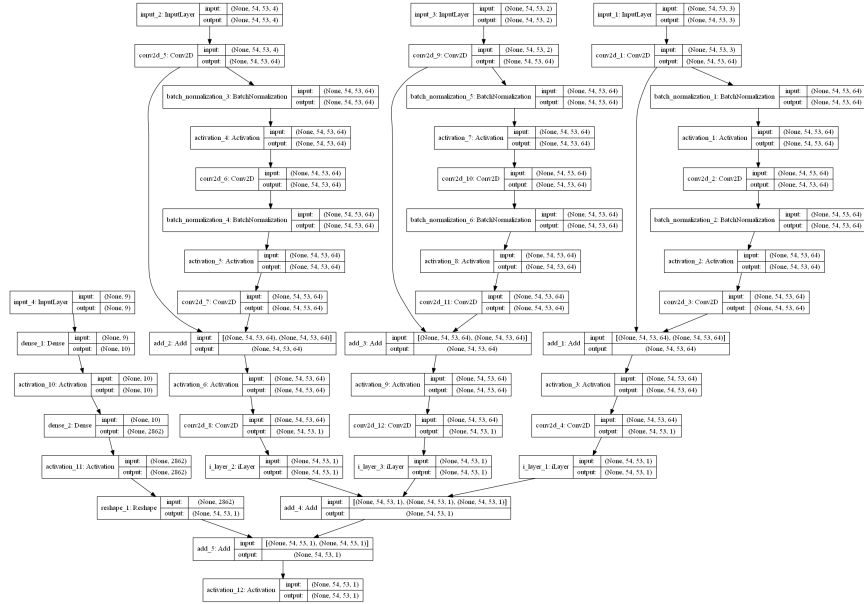 input_2: InputLayer input: (None, 54, 53, 4)
output: (None, 54, 53, 4)
input_3: InputLayer input: (None, 54, 53, 2)
output: (None, 54, 53, 2)
input_1: InputLayer input: (None, 54, 53, 3)
output: (None, 54, 53, 3)
conv2d_5: Conv2D input: (None, 54, 53, 4)
output: (None, 54, 53, 64)
conv2d_9: Conv2D input: (None, 54, 53, 2)
output: (None, 54, 53, 64)
conv2d_1: Conv2D input: (None, 54, 53, 3)
output: (None, 54, 53, 64)
batch_normalization_3: BatchNormalization input: (None, 54, 53, 64)
output: (None, 54, 53, 64)
batch_normalization_5: BatchNormalization input: (None, 54, 53, 64)
output: (None, 54, 53, 64)
batch_normalization_1: BatchNormalization input: (None, 54, 53, 64)
output: (None, 54, 53, 64)
activation_4: Activation input: (None, 54, 53, 64)
output: (None, 54, 53, 64)
activation_7: Activation input: (None, 54, 53, 64)
output: (None, 54, 53, 64)
activation_1: Activation input: (None, 54, 53, 64)
output: (None, 54, 53, 64)
conv2d_6: Conv2D input: (None, 54, 53, 64)
output: (None, 54, 53, 64)
conv2d_10: Conv2D input: (None, 54, 53, 64)
output: (None, 54, 53, 64)
conv2d_2: Conv2D input: (None, 54, 53, 64)
output: (None, 54, 53, 64)
batch_normalization_4: BatchNormalization input: (None, 54, 53, 64)
output: (None, 54, 53, 64)
batch_normalization_6: BatchNormalization input: (None, 54, 53, 64)
output: (None, 54, 53, 64)
batch_normalization_2: BatchNormalization input: (None, 54, 53, 64)
output: (None, 54, 53, 64)
activation_5: Activation input: (None, 54, 53, 64)
output: (None, 54, 53, 64)
activation_8: Activation input: (None, 54, 53, 64)
output: (None, 54, 53, 64)
activation_2: Activation input: (None, 54, 53, 64)
output: (None, 54, 53, 64)
input_4: InputLayer input: (None, 9)
output: (None, 9)
conv2d_7: Conv2D input: (None, 54, 53, 64)
output: (None, 54, 53, 64)
conv2d_11: Conv2D input: (None, 54, 53, 64)
output: (None, 54, 53, 64)
conv2d_3: Conv2D input: (None, 54, 53, 64)
output: (None, 54, 53, 64)
dense_1: Dense input: (None, 9)
output: (None, 10)
add_2: Add input: [(None, 54, 53, 64), (None, 54, 53, 64)]
output: (None, 54, 53, 64)
add_3: Add input: [(None, 54, 53, 64), (None, 54, 53, 64)]
output: (None, 54, 53, 64)
add_1: Add input: [(None, 54, 53, 64), (None, 54, 53, 64)]
output: (None, 54, 53, 64)
activation_10: Activation input: (None, 10)
output: (None, 10)
activation_6: Activation input: (None, 54, 53, 64)
output: (None, 54, 53, 64)
activation_9: Activation input: (None, 54, 53, 64)
output: (None, 54, 53, 64)
activation_3: Activation input: (None, 54, 53, 64)
output: (None, 54, 53, 64)
dense_2: Dense input: (None, 10)
output: (None, 2862)
conv2d_8: Conv2D input: (None, 54, 53, 64)
output: (None, 54, 53, 1)
conv2d_12: Conv2D input: (None, 54, 53, 64)
output: (None, 54, 53, 1)
conv2d_4: Conv2D input: (None, 54, 53, 64)
output: (None, 54, 53, 1)
activation_11: Activation input: (None, 2862)
output: (None, 2862)
i_layer_2: iLayer input: (None, 54, 53, 1)
output: (None, 54, 53, 1)
i_layer_3: iLayer input: (None, 54, 53, 1)
output: (None, 54, 53, 1)
i_layer_1: iLayer input: (None, 54, 53, 1)
output: (None, 54, 53, 1)
reshape_1: Reshape input: (None, 2862)
output: (None, 54, 53, 1)
add_4: Add input: [(None, 54, 53, 1), (None, 54, 53, 1), (None, 54, 53, 1)]
output: (None, 54, 53, 1)
add_5: Add input: [(None, 54, 53, 1), (None, 54, 53, 1)]
output: (None, 54, 53, 1)
activation_12: Activation input: (None, 54, 53, 1)
output: (None, 54, 53, 1)